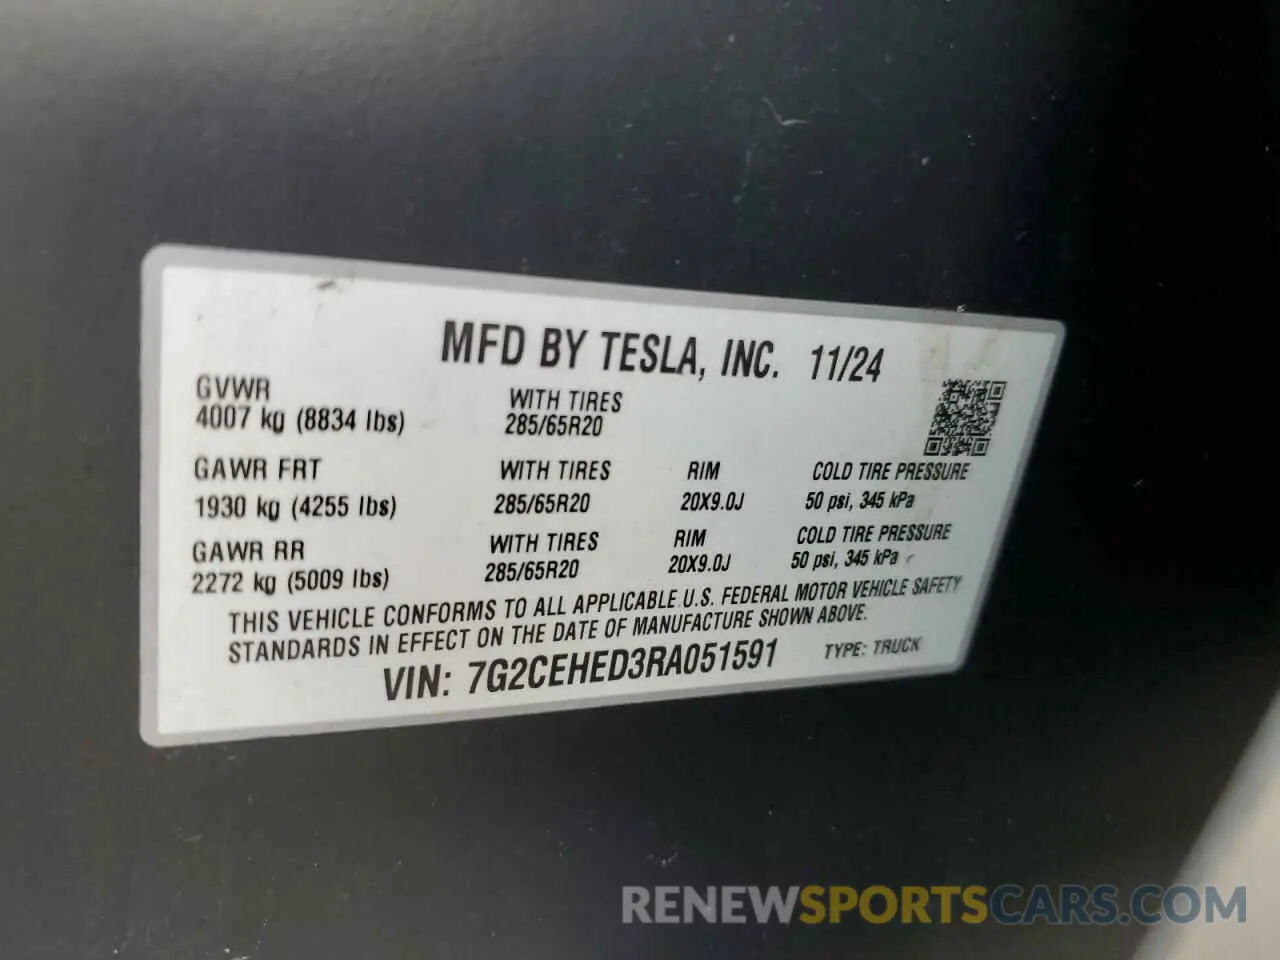 MFD BY TESLA, INC. 11/24
GVWR
4007 kg (8834 lbs)
WITH TIRES
285/65R20
GAWR FRT WITH TIRES RIM COLD TIRE PRESSURE
1930 kg (4255 lbs) 285/65R20 20X9.0J 50 psi, 345 kPa
GAWR RR WITH TIRES RIM COLD TIRE PRESSURE
2272 kg (5009 lbs) 285/65R20 20X9.0J 50 psi, 345 kPa
THIS VEHICLE CONFORMS TO ALL APPLICABLE U.S. FEDERAL MOTOR VEHICLE SAFETY
STANDARDS IN EFFECT ON THE DATE OF MANUFACTURE SHOWN ABOVE.
VIN: 7G2CEHED3RA051591 TYPE: TRUCK
RENEWSPORTSCARS.COM